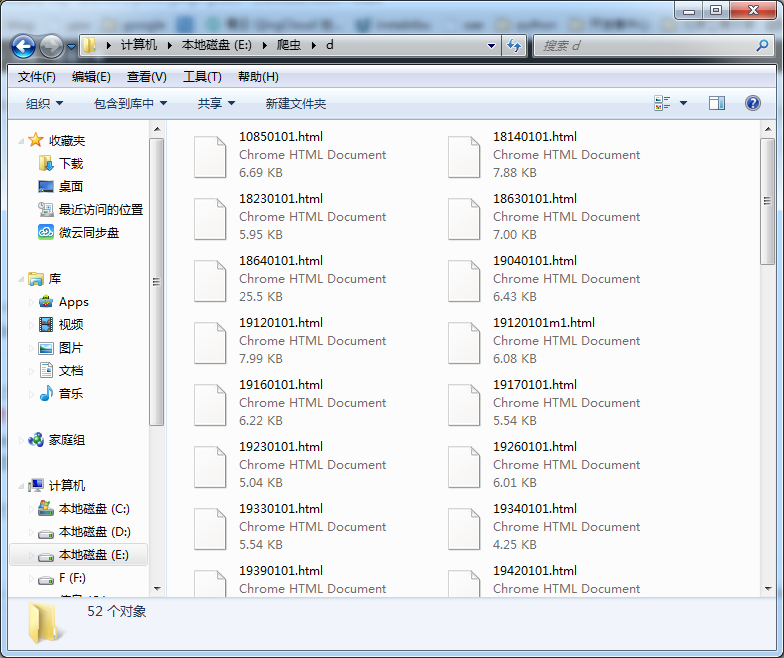 计算机 本地磁盘 (E:) 爬虫 d
搜索 d
文件(F) 编辑(E) 查看(V) 工具(T) 帮助(H)
组织 包含到库中 共享 新建文件夹
收藏夹
下载
桌面
最近访问的位置
微云同步盘
库
Apps
视频
图片
文档
音乐
家庭组
计算机
本地磁盘 (C:)
本地磁盘 (D:)
本地磁盘 (E:)
F (F:)
10850101.html
Chrome HTML Document
6.69 KB
18140101.html
Chrome HTML Document
7.88 KB
18230101.html
Chrome HTML Document
5.95 KB
18630101.html
Chrome HTML Document
7.00 KB
18640101.html
Chrome HTML Document
25.5 KB
19040101.html
Chrome HTML Document
6.43 KB
19120101.html
Chrome HTML Document
7.99 KB
19120101m1.html
Chrome HTML Document
6.08 KB
19160101.html
Chrome HTML Document
6.22 KB
19170101.html
Chrome HTML Document
5.54 KB
19230101.html
Chrome HTML Document
5.04 KB
19260101.html
Chrome HTML Document
6.01 KB
19330101.html
Chrome HTML Document
5.54 KB
19340101.html
Chrome HTML Document
4.25 KB
19390101.html
Chrome HTML Document
19420101.html
Chrome HTML Document
52 个对象